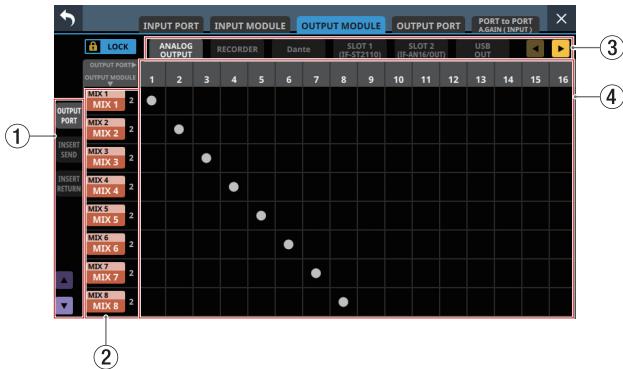 INPUT PORT INPUT MODULE OUTPUT MODULE OUTPUT PORT PORT to PORT
A.GAIN ( INPUT )
LOCK
ANALOG
OUTPUT
RECORDER
Dante
SLOT 1
(IF-ST2110)
SLOT 2
(IF-AN16/OUT)
USB
OUT
③
OUTPUT PORT▶
OUTPUT MODULE
▼
1 2 3 4 5 6 7 8 9 10 11 12 13 14 15 16
④
①
OUTPUT
PORT
INSERT
SEND
INSERT
RETURN
MIX 1
MIX 1 2
MIX 2
MIX 2 2
MIX 3
MIX 3 2
MIX 4
MIX 4 2
MIX 5
MIX 5 2
MIX 6
MIX 6 2
MIX 7
MIX 7 2
MIX 8
MIX 8 2
②